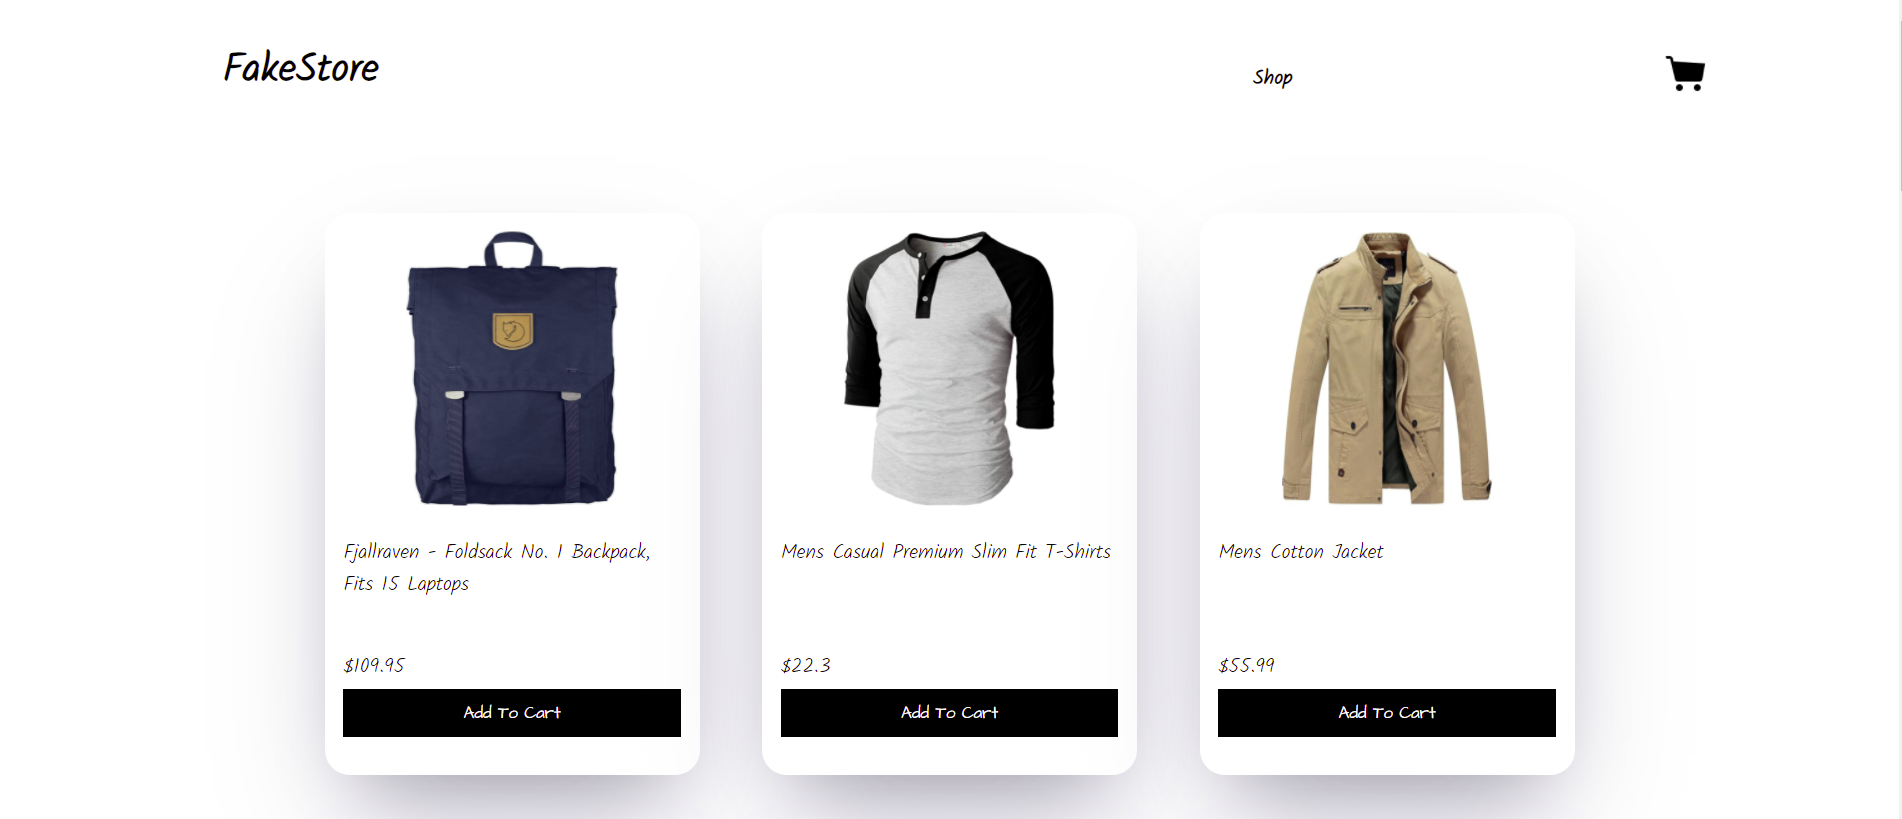 FakeStore
Shop
Fjallraven - Foldsack No. 1 Backpack,
Fits 15 Laptops
$109.95
Add To Cart
Mens Casual Premium Slim Fit T-Shirts
$22.3
Add To Cart
Mens Cotton Jacket
$55.99
Add To Cart